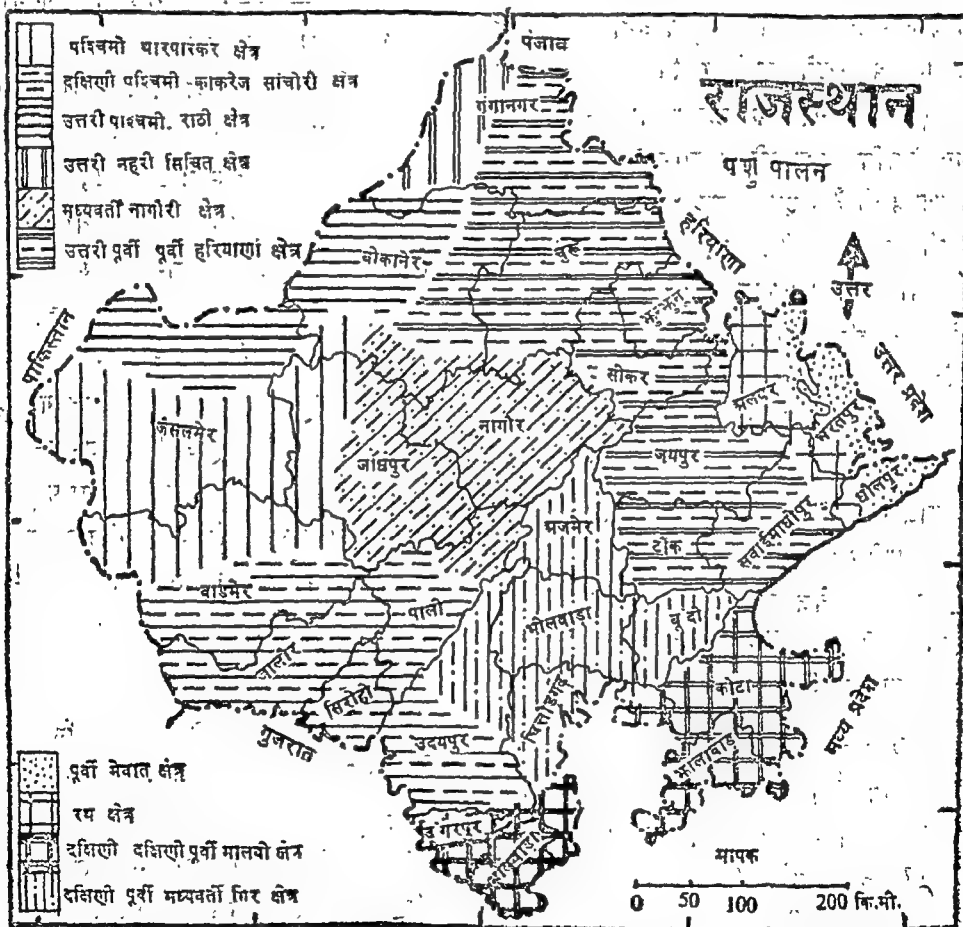 पश्चिमी थारपारकर क्षेत्र
दक्षिणी पश्चिमी - काकरेज सांचोरी क्षेत्र
उत्तरी पश्चिमी. राठी क्षेत्र
उत्तरी नहरी सिंचित क्षेत्र
मध्यवर्ती नागोरी क्षेत्र
उत्तरी पूर्वी पूर्वी हरियाणा क्षेत्र
राजस्थान
पशु पालन
उत्तर
पंजाब
गंगानगर
हरियाणा
बीकानेर
चुरू
झुन्झुनु
पाकिस्तान
उत्तर प्रदेश
सीकर
अलवर
भरतपुर
जैसलमेर
नागोर
जोधपुर
जयपुर
धौलपुर
अजमेर
टोंक
सवाईमाधोपुर
बाडमेर
पाली
भीलवाडा
बूंदी
जालोर
सिरोही
कोटा
चित्तौडगढ़
गुजरात
उदयपुर
झालावाड
मध्य प्रदेश
डुंगरपुर
बांसवाडा
पूर्वी मेवात क्षेत्र
रथ क्षेत्र
दक्षिणी दक्षिणी पूर्वी मालवी क्षेत्र
दक्षिणी पूर्वी मध्यवर्ती गिर क्षेत्र
मापक
0 50 100 200 कि.मी.